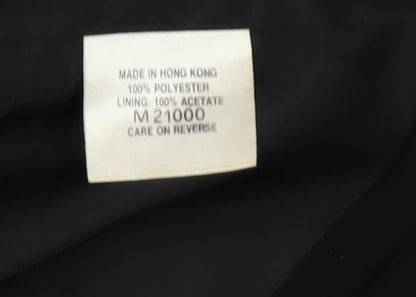 MADE IN HONG KONG
100% POLYESTER
LINING: 100% ACETATE
M 21000
CARE ON REVERSE